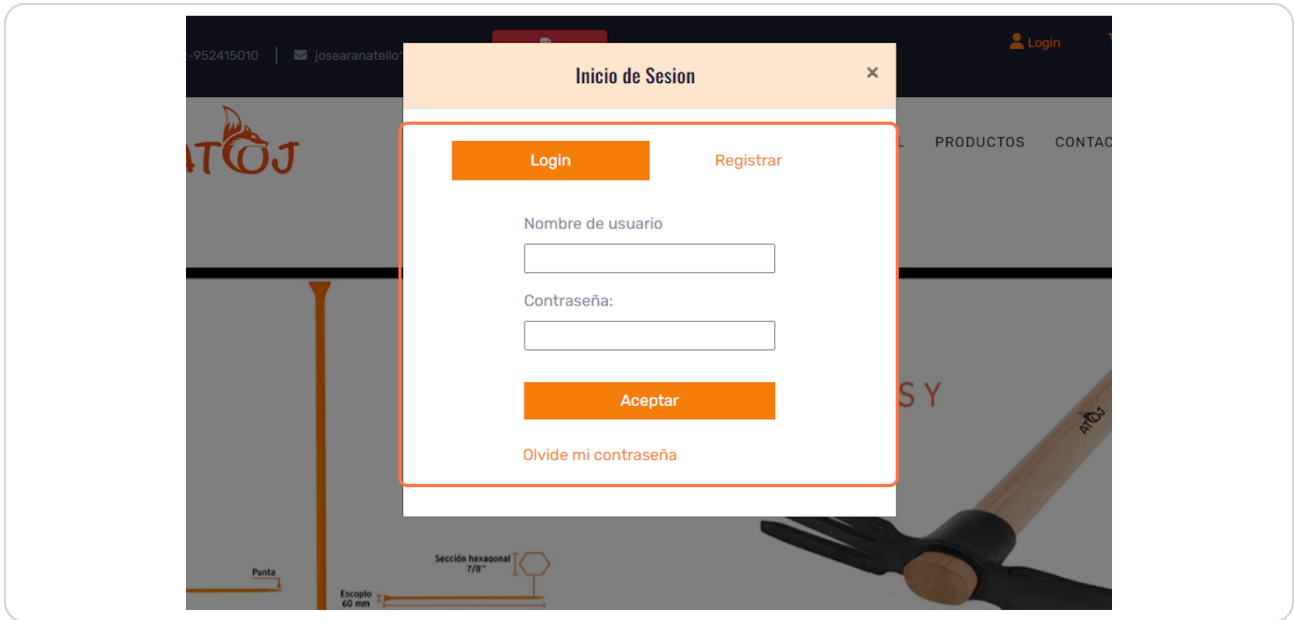 -952415010
josearanatello
Login
Inicio de Sesion
×
ATOJ
PRODUCTOS
CONTAC
Login
Registrar
Nombre de usuario
Contraseña:
Aceptar
Olvide mi contraseña
S Y
ATOJ
Sección hexagonal
7/8"
Punta
Escoplo
60 mm